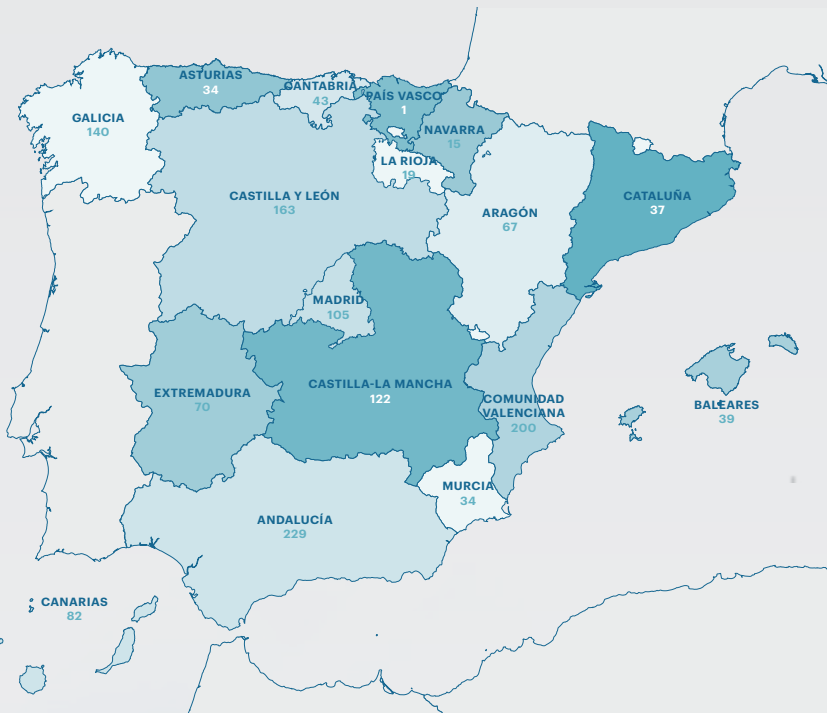 ASTURIAS
34
CANTABRIA
43
PAÍS VASCO
1
GALICIA
140
NAVARRA
15
LA RIOJA
19
CASTILLA Y LEÓN
163
CATALUÑA
37
ARAGÓN
67
MADRID
105
CASTILLA-LA MANCHA
122
EXTREMADURA
70
COMUNIDAD
VALENCIANA
200
BALEARES
39
MURCIA
34
ANDALUCÍA
229
CANARIAS
82